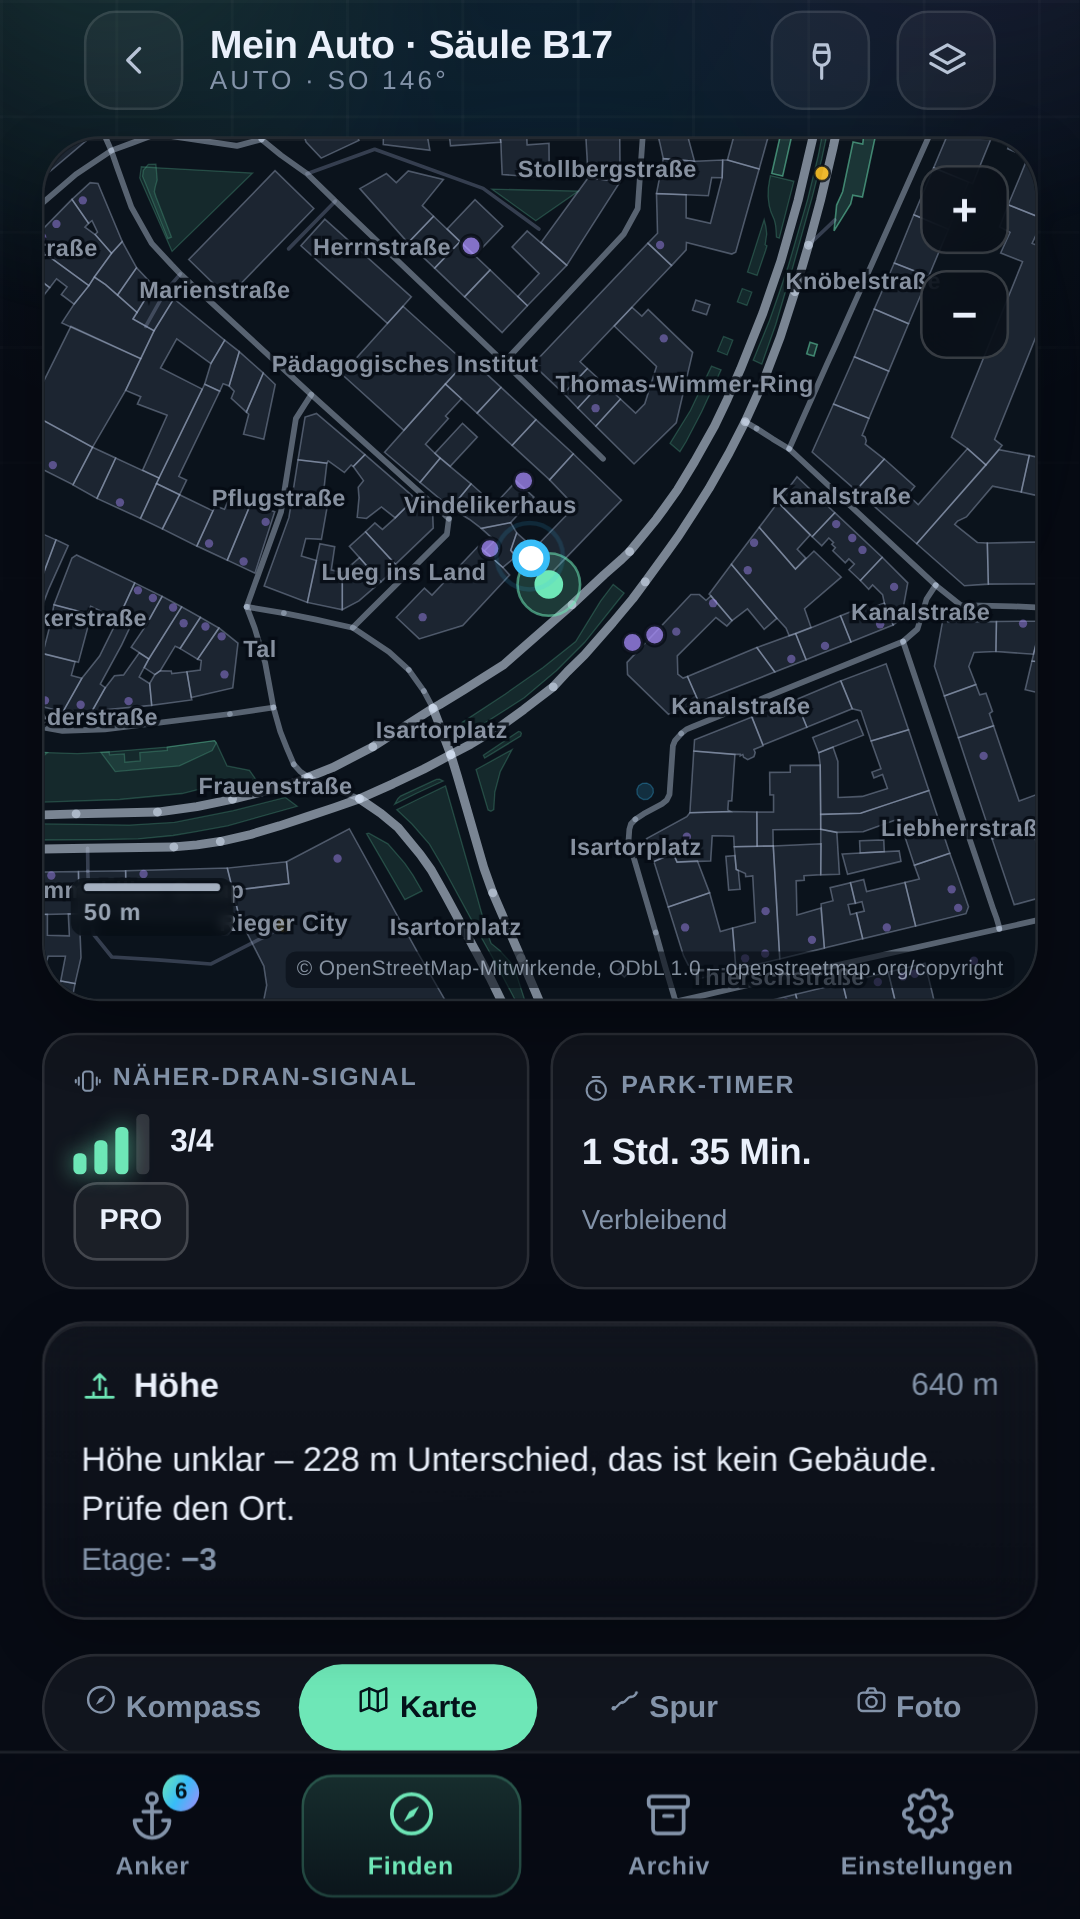 Mein Auto · Säule B17
AUTO · SO 146°
Stollbergstraße
Herrnstraße
raße
Marienstraße
Knöbelstraße
+
−
Pädagogisches Institut
Thomas-Wimmer-Ring
Pflugstraße
Vindelikerhaus
Kanalstraße
Lueg ins Land
Kanalstraße
kerstraße
Tal
Kanalstraße
derstraße
Isartorplatz
Frauenstraße
Liebherrstraß
Isartorplatz
50 m
Rieger City
Isartorplatz
© OpenStreetMap-Mitwirkende, ODbL 1.0 – openstreetmap.org/copyright
Thierschstraße
NÄHER-DRAN-SIGNAL
3/4
PRO
PARK-TIMER
1 Std. 35 Min.
Verbleibend
Höhe
640 m
Höhe unklar – 228 m Unterschied, das ist kein Gebäude.
Prüfe den Ort.
Etage: −3
Kompass
Karte
Spur
Foto
6
Anker
Finden
Archiv
Einstellungen